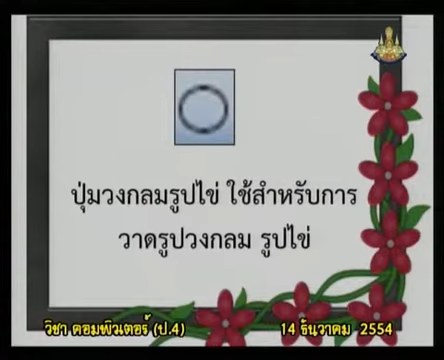 ปุ่มวงกลมรูปไข่ ใช้สำหรับการ
วาดรูปวงกลม รูปไข่
วิชา คอมพิวเตอร์ (ป.4) 14 ธันวาคม 2554